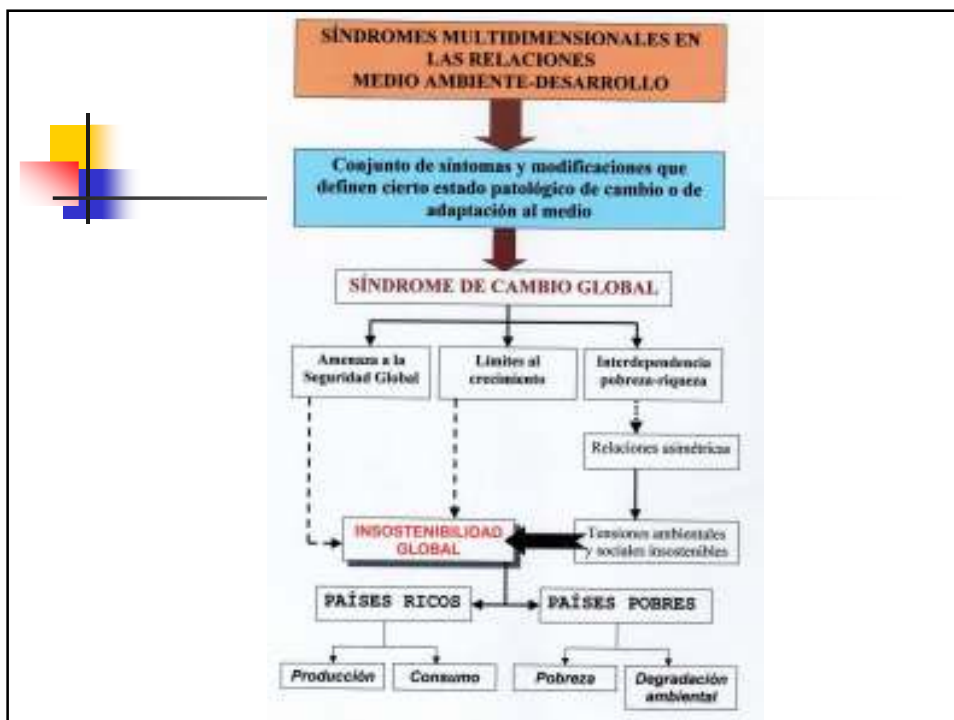 SÍNDROMES MULTIDIMENSIONALES EN
LAS RELACIONES
MEDIO AMBIENTE-DESARROLLO
Conjunto de síntomas y modificaciones que
definen cierto estado patológico de cambio o de
adaptación al medio
SÍNDROME DE CAMBIO GLOBAL
Amenaza a la
Seguridad Global
Límites al
crecimiento
Interdependencia
pobreza-riqueza
Relaciones asimétricas
INSOSTENIBILIDAD
GLOBAL
Tensiones ambientales
y sociales insostenibles
PAÍSES RICOS
PAÍSES POBRES
Producción
Consumo
Pobreza
Degradación
ambiental